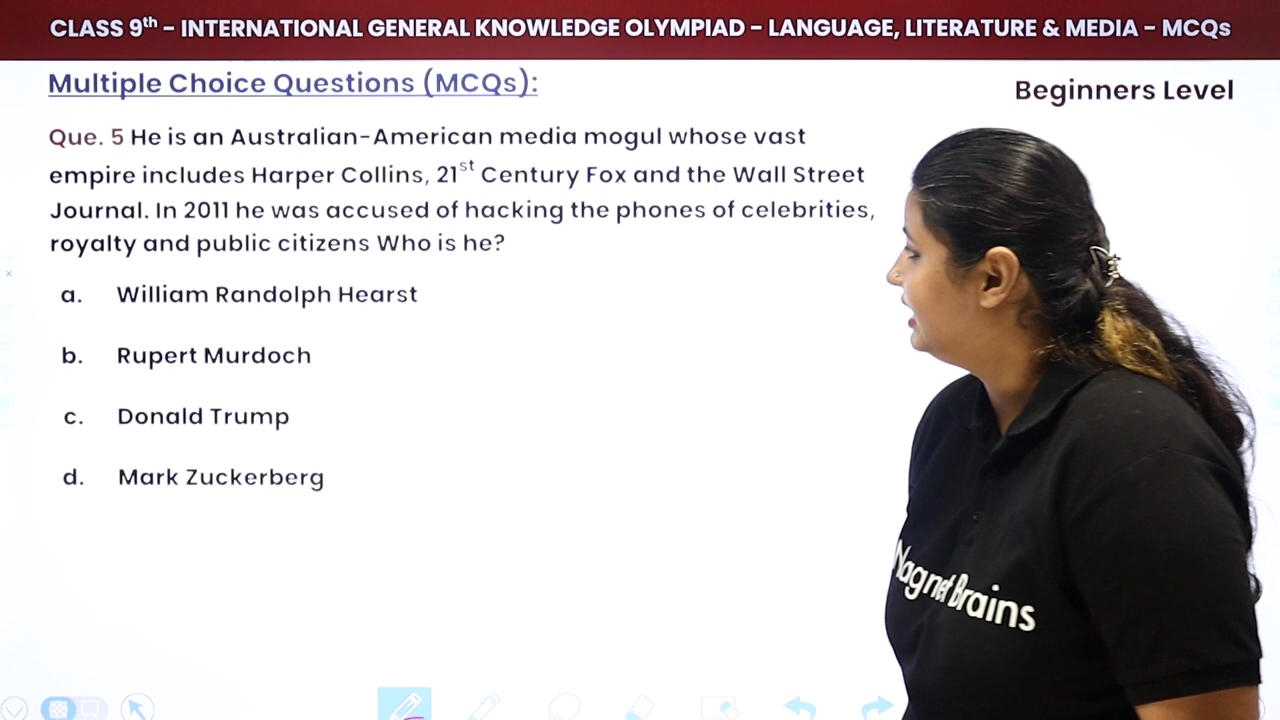 CLASS 9th – INTERNATIONAL GENERAL KNOWLEDGE OLYMPIAD – LANGUAGE, LITERATURE & MEDIA – MCQs
Multiple Choice Questions (MCQs):
Beginners Level
Que. 5 He is an Australian-American media mogul whose vast
empire includes Harper Collins, 21st Century Fox and the Wall Street
Journal. In 2011 he was accused of hacking the phones of celebrities,
royalty and public citizens Who is he?
a. William Randolph Hearst
b. Rupert Murdoch
c. Donald Trump
d. Mark Zuckerberg
Magnet Brains